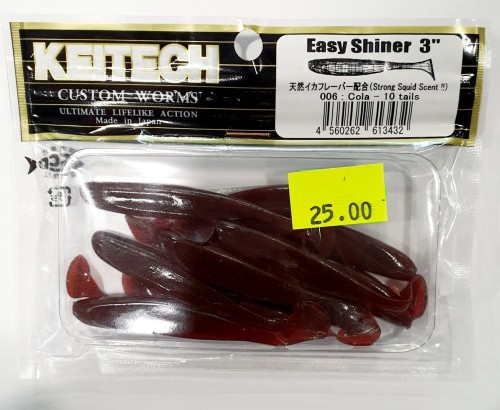 KEITECH
CUSTOM WORMS
ULTIMATE LIFELIKE ACTION
Made in Japan
Easy Shiner 3"
天然イカフレーバー配合(Strong Squid Scent !!)
006 : Cola - 10 tails
4 560262 613432
25.00